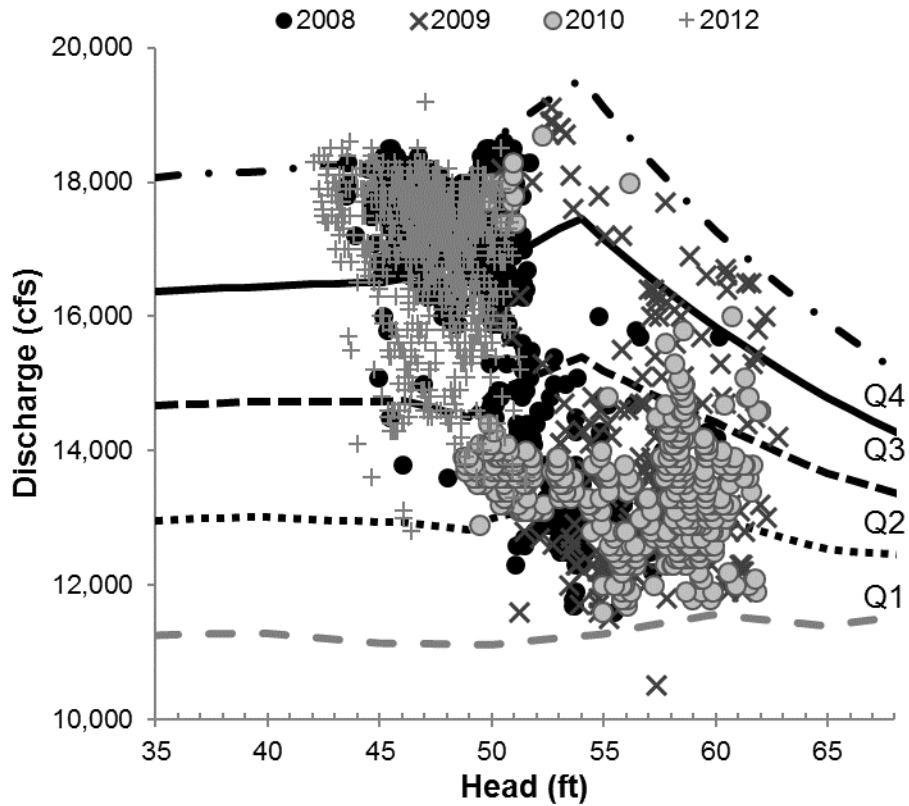 2008 2009 2010 2012
20,000
18,000
16,000
14,000
12,000
10,000
Discharge (cfs)
Q4
Q3
Q2
Q1
35 40 45 50 55 60 65
Head (ft)